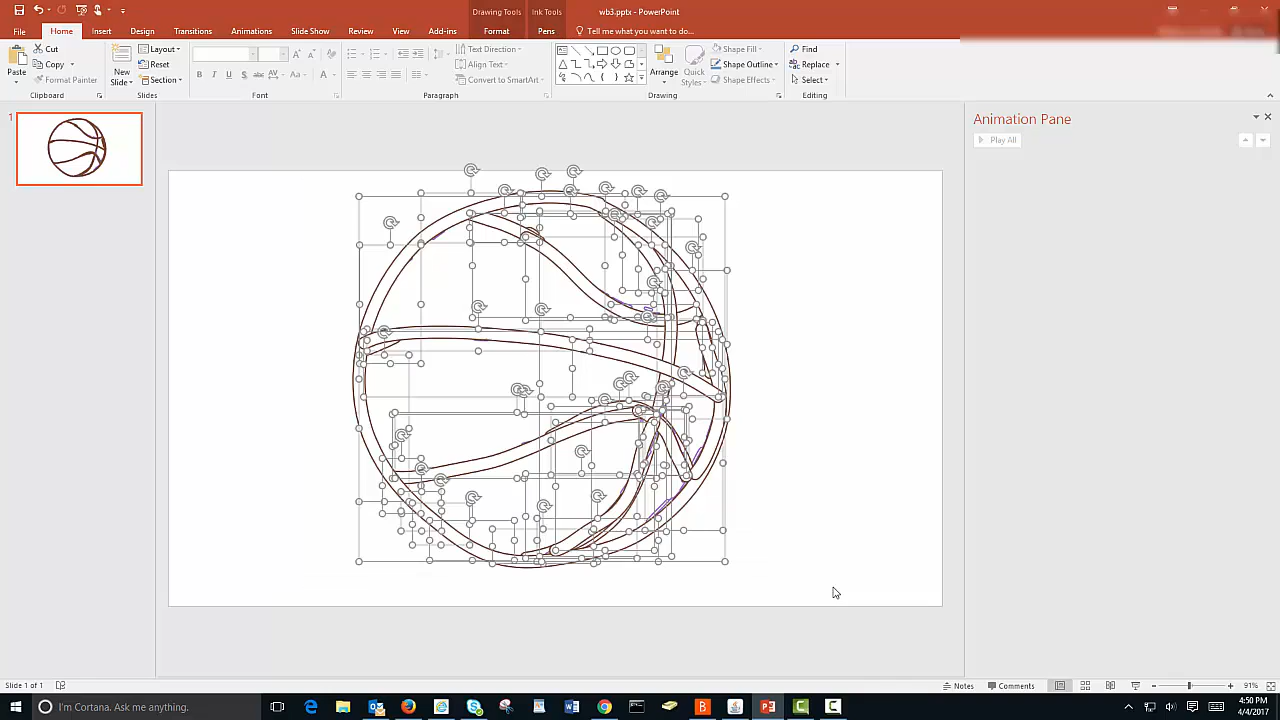 Drawing Tools Ink Tools wb3.pptx - PowerPoint
File Home Insert Design Transitions Animations Slide Show Review View Add-ins Format Pens Tell me what you want to do...
Paste Cut Copy Format Painter
Clipboard
New Slide Layout Reset Section
Slides
B I U S abc AV Aa A
Font
Text Direction Align Text Convert to SmartArt
Paragraph
Arrange Quick Styles Shape Fill Shape Outline Shape Effects
Drawing
Find Replace Select
Editing
1
Animation Pane
Play All
Slide 1 of 1 Notes Comments 91%
I'm Cortana. Ask me anything.
4:50 PM
4/4/2017